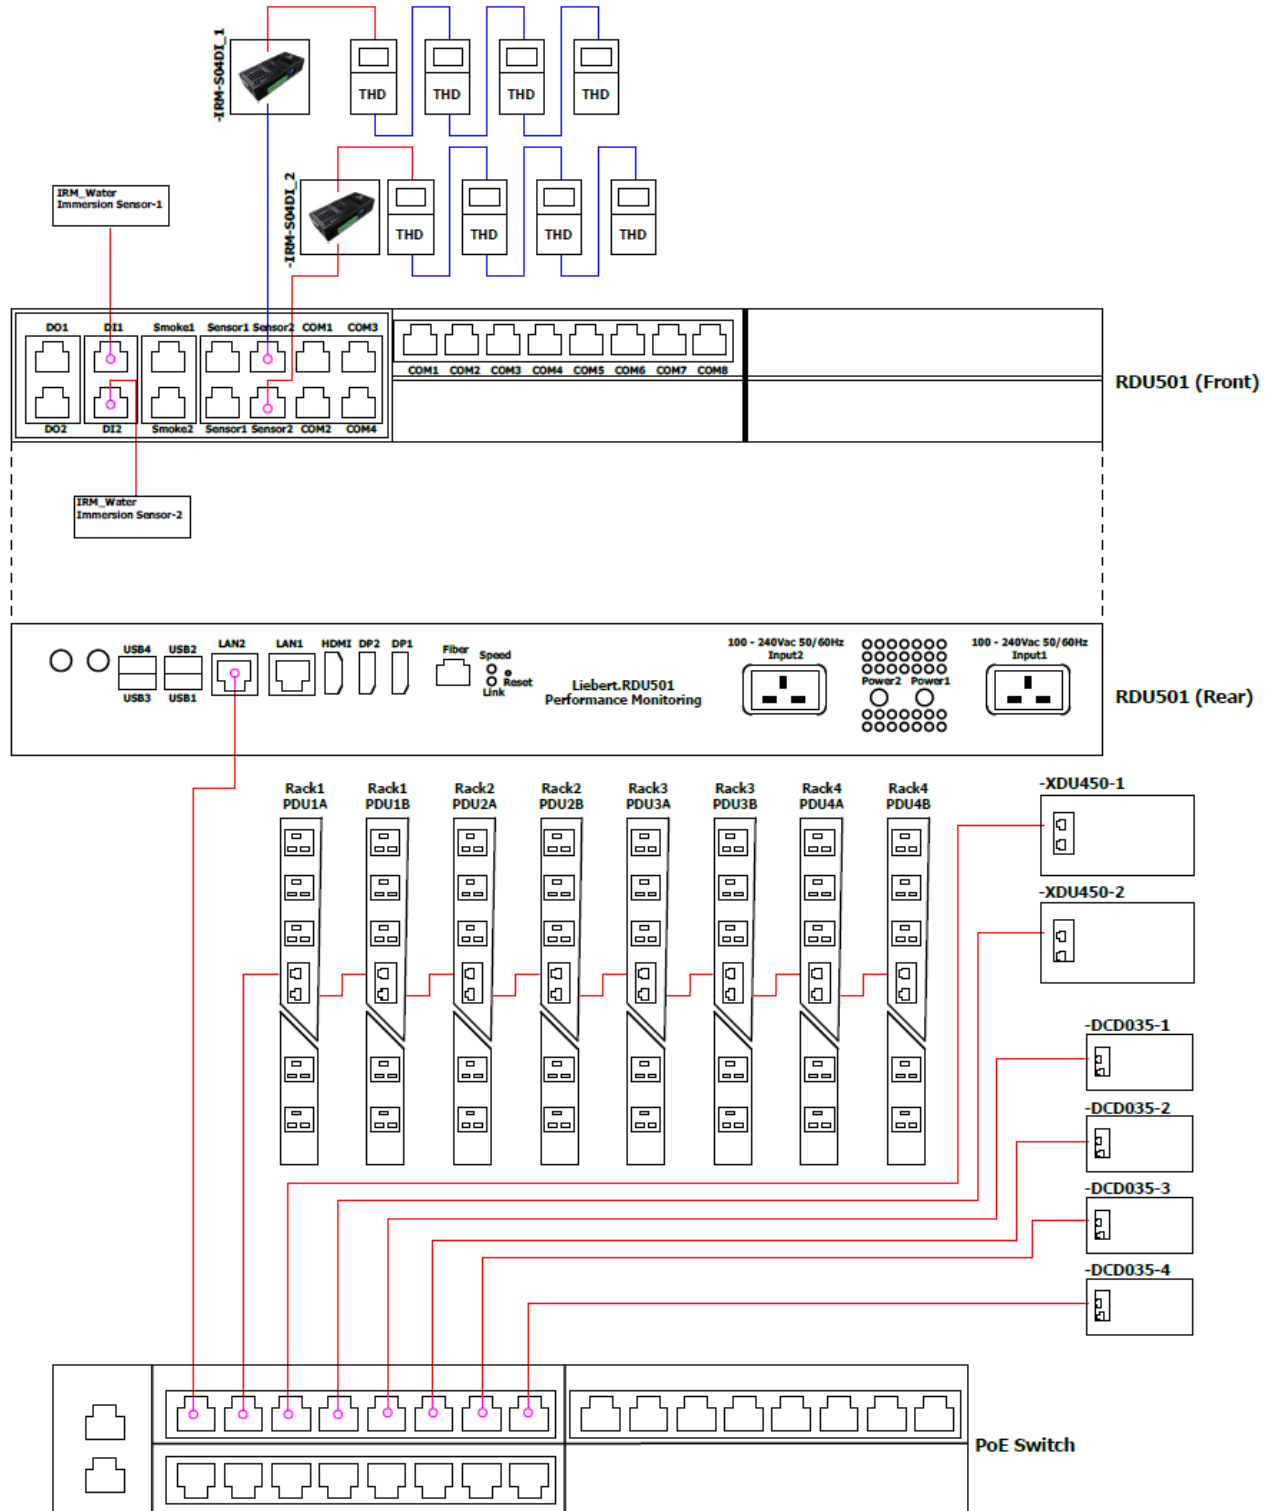 -IRM-S04DI_1
THD
THD
THD
THD
-IRM-S04DI_2
THD
THD
THD
THD
IRM_Water
Immersion Sensor-1
DO1
DI1
Smoke1
Sensor1
Sensor2
COM1
COM3
COM1
COM2
COM3
COM4
COM5
COM6
COM7
COM8
RDU501 (Front)
DO2
DI2
Smoke2
Sensor1
Sensor2
COM2
COM4
IRM_Water
Immersion Sensor-2
USB4
USB2
LAN2
LAN1
HDMI
DP2
DP1
Fiber
Speed
Reset
Link
USB3
USB1
Liebert.RDU501
Performance Monitoring
100 - 240Vac 50/60Hz
Input2
Power2
Power1
100 - 240Vac 50/60Hz
Input1
RDU501 (Rear)
Rack1
PDU1A
Rack1
PDU1B
Rack2
PDU2A
Rack2
PDU2B
Rack3
PDU3A
Rack3
PDU3B
Rack4
PDU4A
Rack4
PDU4B
-XDU450-1
-XDU450-2
-DCD035-1
-DCD035-2
-DCD035-3
-DCD035-4
PoE Switch